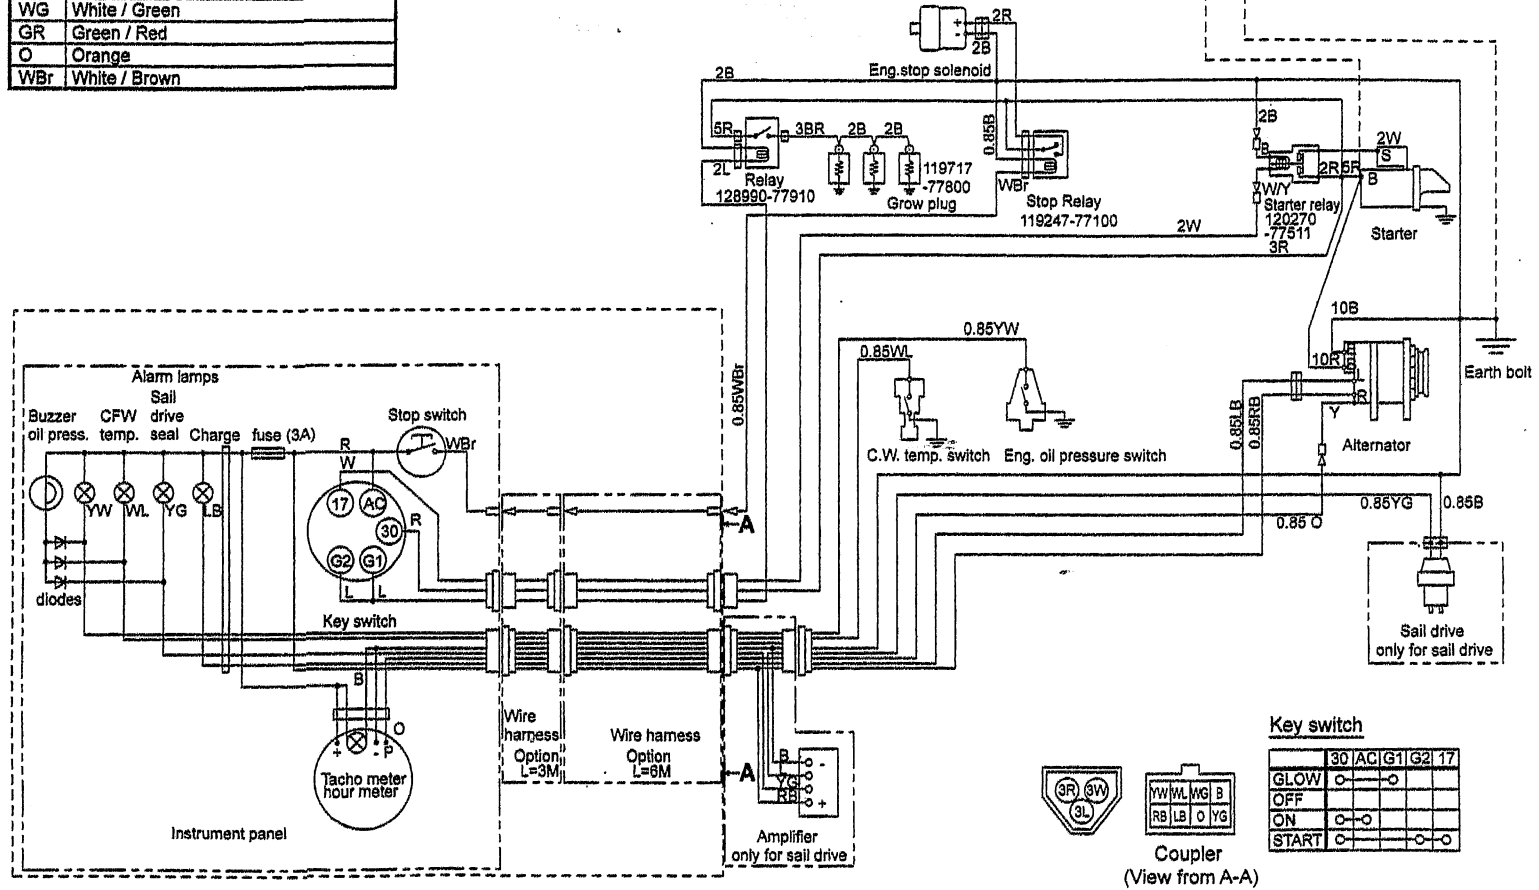 WG White / Green
GR Green / Red
O Orange
WBr White / Brown
2R
+
-
2B
Eng.stop solenoid
2B
5R
3BR
2B
2B
0.85B
2B
B
2W
S
2R
5R
B
2L
Relay
128990-77910
119717
-77800
Grow plug
WBr
Stop Relay
119247-77100
W/Y
Starter relay
120270
-77511
3R
2W
Starter
10B
Earth bolt
0.85YW
0.85WL
10R
L
R
Y
0.85WBr
0.85LB
0.85RB
Alternator
C.W. temp. switch
Eng. oil pressure switch
0.85YG
0.85B
0.85 O
Sail drive
only for sail drive
Alarm lamps
Buzzer
oil press.
CFW
temp.
Sail
drive
seal
Charge
fuse (3A)
Stop switch
R
W
WBr
YW
WL
YG
LB
17
AC
30
R
G2
G1
L
L
diodes
Key switch
A
B
O
+
-
P
Tacho meter
hour meter
Instrument panel
Wire
harness
Option
L=3M
Wire harness
Option
L=6M
A
B
YG
RB
-
+
Amplifier
only for sail drive
3R
3W
3L
YW WL WG B
RB LB O YG
Coupler
(View from A-A)
Key switch
30 AC G1 G2 17
GLOW
OFF
ON
START